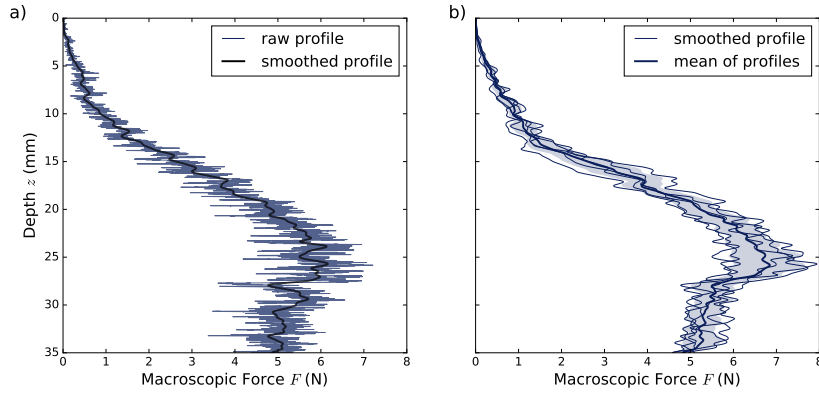 a)
raw profile
smoothed profile
0
5
10
15
20
25
30
35
Depth z (mm)
0 1 2 3 4 5 6 7 8
Macroscopic Force F (N)
b)
smoothed profile
mean of profiles
0 1 2 3 4 5 6 7 8
Macroscopic Force F (N)